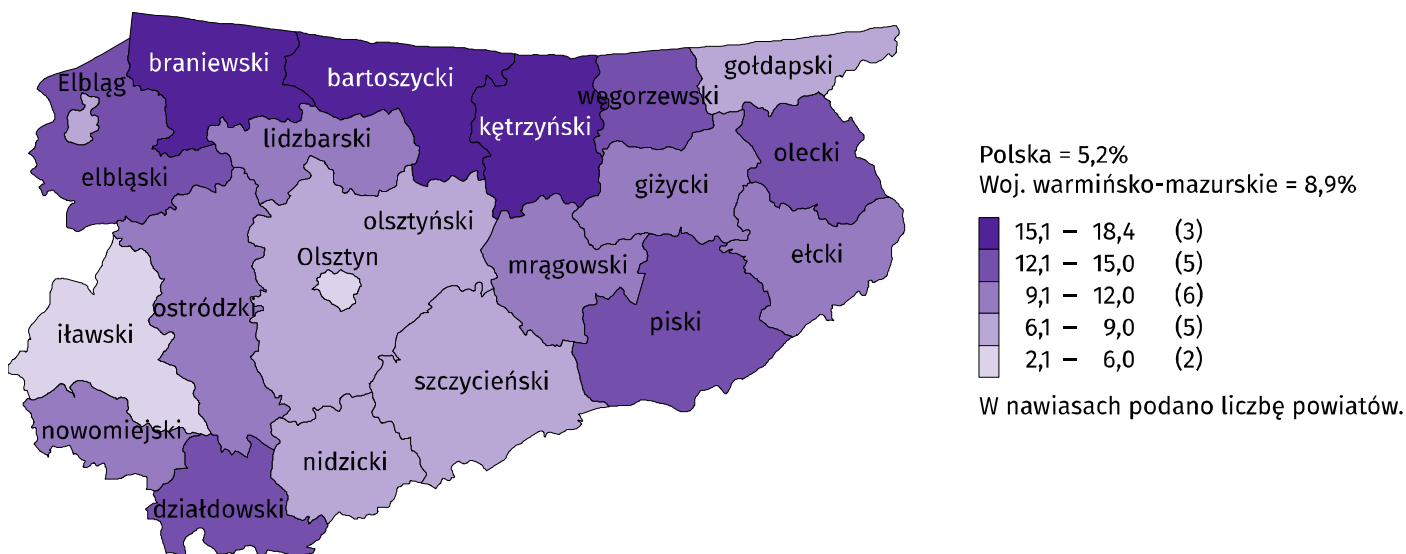 braniewski
bartoszycki
gołdapski
Elbląg
węgorzewski
kętrzyński
lidzbarski
olecki
elbląski
giżycki
olsztyński
Olsztyn
mrągowski
ełcki
ostródzki
iławski
piski
szczycieński
nowomiejski
nidzicki
działdowski
Polska = 5,2%
Woj. warmińsko-mazurskie = 8,9%
15,1 – 18,4 (3)
12,1 – 15,0 (5)
9,1 – 12,0 (6)
6,1 – 9,0 (5)
2,1 – 6,0 (2)
W nawiasach podano liczbę powiatów.